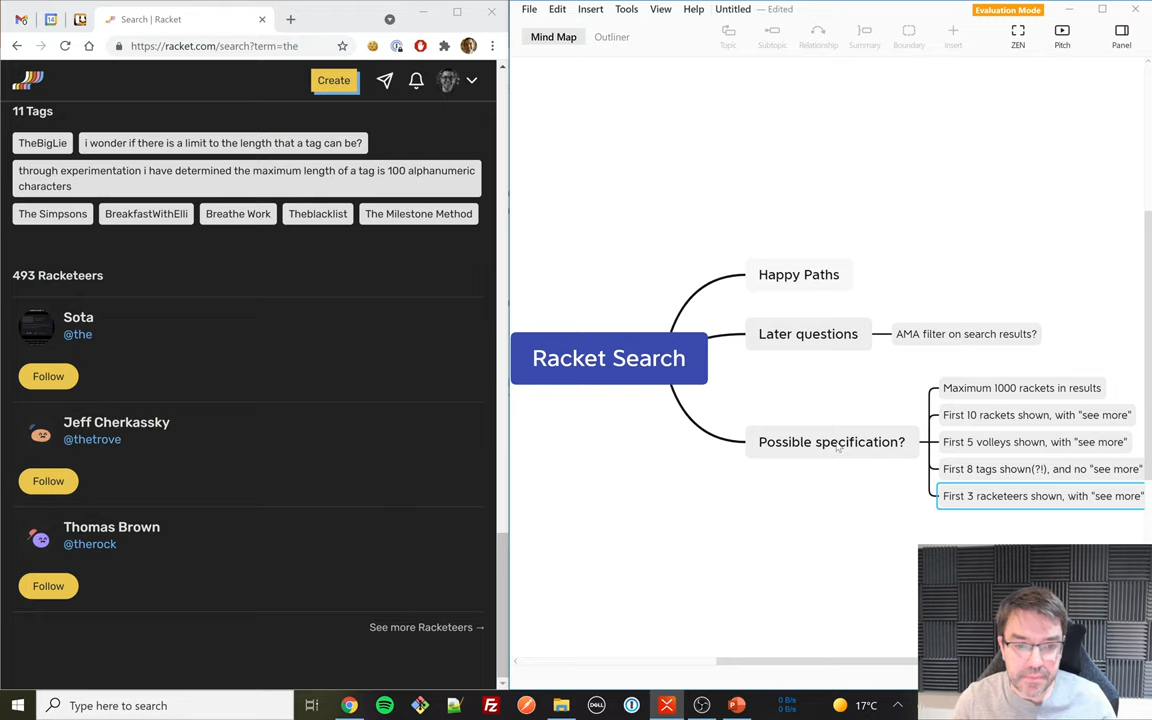 Search | Racket
https://racket.com/search?term=the
Create
11 Tags
TheBigLie
i wonder if there is a limit to the length that a tag can be?
through experimentation i have determined the maximum length of a tag is 100 alphanumeric
characters
The Simpsons
BreakfastWithElli
Breathe Work
Theblacklist
The Milestone Method
493 Racketeers
Sota
@the
Follow
Jeff Cherkassky
@thetrove
Follow
Thomas Brown
@therock
Follow
See more Racketeers →
File
Edit
Insert
Tools
View
Help
Untitled — Edited
Evaluation Mode
Mind Map
Outliner
Topic
Subtopic
Relationship
Summary
Boundary
Insert
ZEN
Pitch
Panel
Racket Search
Happy Paths
Later questions
AMA filter on search results?
Possible specification?
Maximum 1000 rackets in results
First 10 rackets shown, with "see more"
First 5 volleys shown, with "see more"
First 8 tags shown(?!), and no "see more"
First 3 racketeers shown, with "see more"
Type here to search
0 B/s
0 B/s
17°C